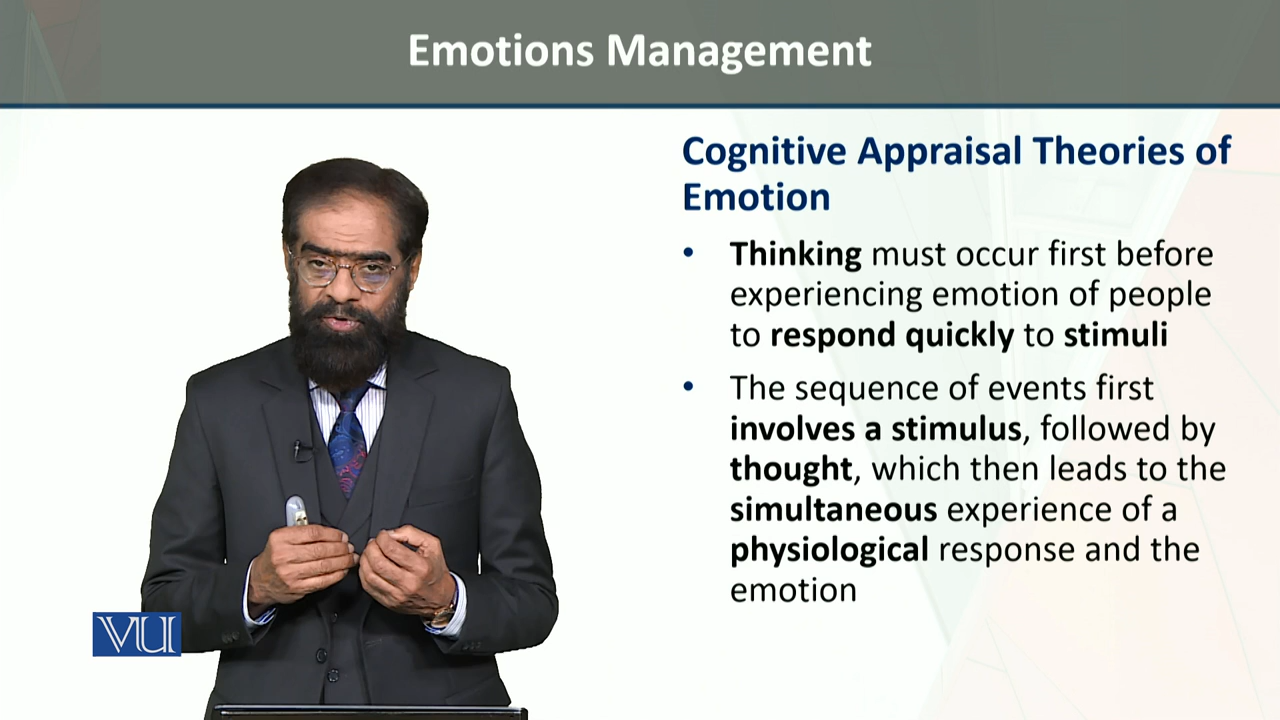 Emotions Management
Cognitive Appraisal Theories of
Emotion
• Thinking must occur first before
experiencing emotion of people
to respond quickly to stimuli
• The sequence of events first
involves a stimulus, followed by
thought, which then leads to the
simultaneous experience of a
physiological response and the
emotion
VU